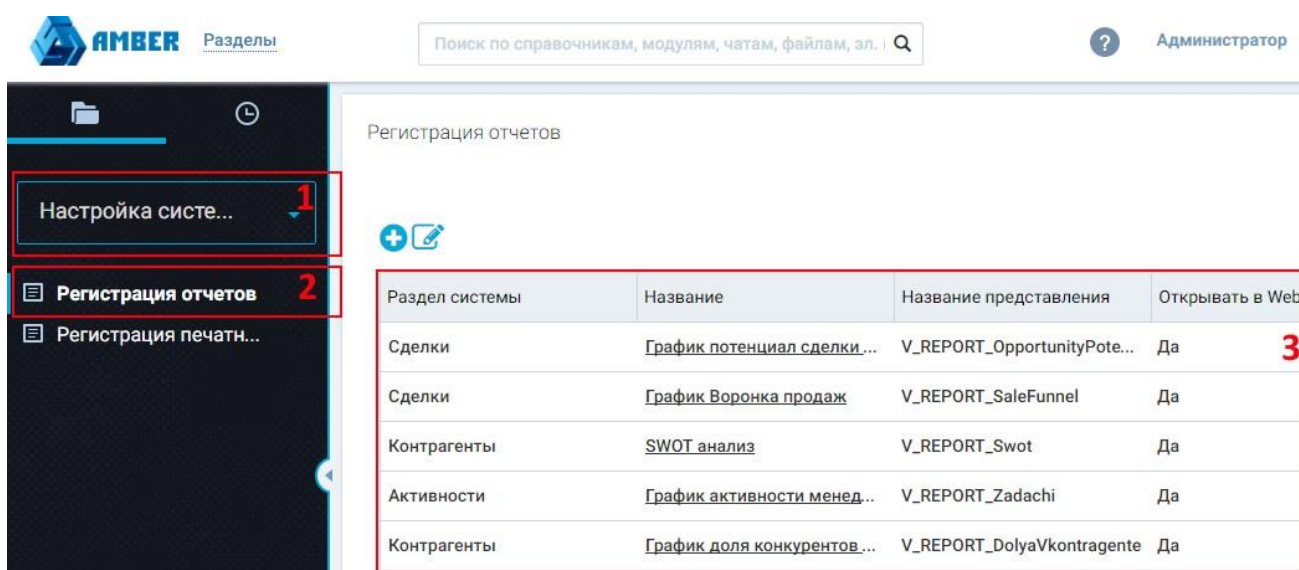 AMBER Разделы Поиск по справочникам, модулям, чатам, файлам, эл. ? Администратор
Регистрация отчетов
Настройка систе... 1
Регистрация отчетов 2
Регистрация печатн...
Раздел системы Название Название представления Открывать в Web
Сделки График потенциал сделки ... V_REPORT_OpportunityPote... Да 3
Сделки График Воронка продаж V_REPORT_SaleFunnel Да
Контрагенты SWOT анализ V_REPORT_Swot Да
Активности График активности менед... V_REPORT_Zadachi Да
Контрагенты График доля конкурентов ... V_REPORT_DolyaVkontragente Да